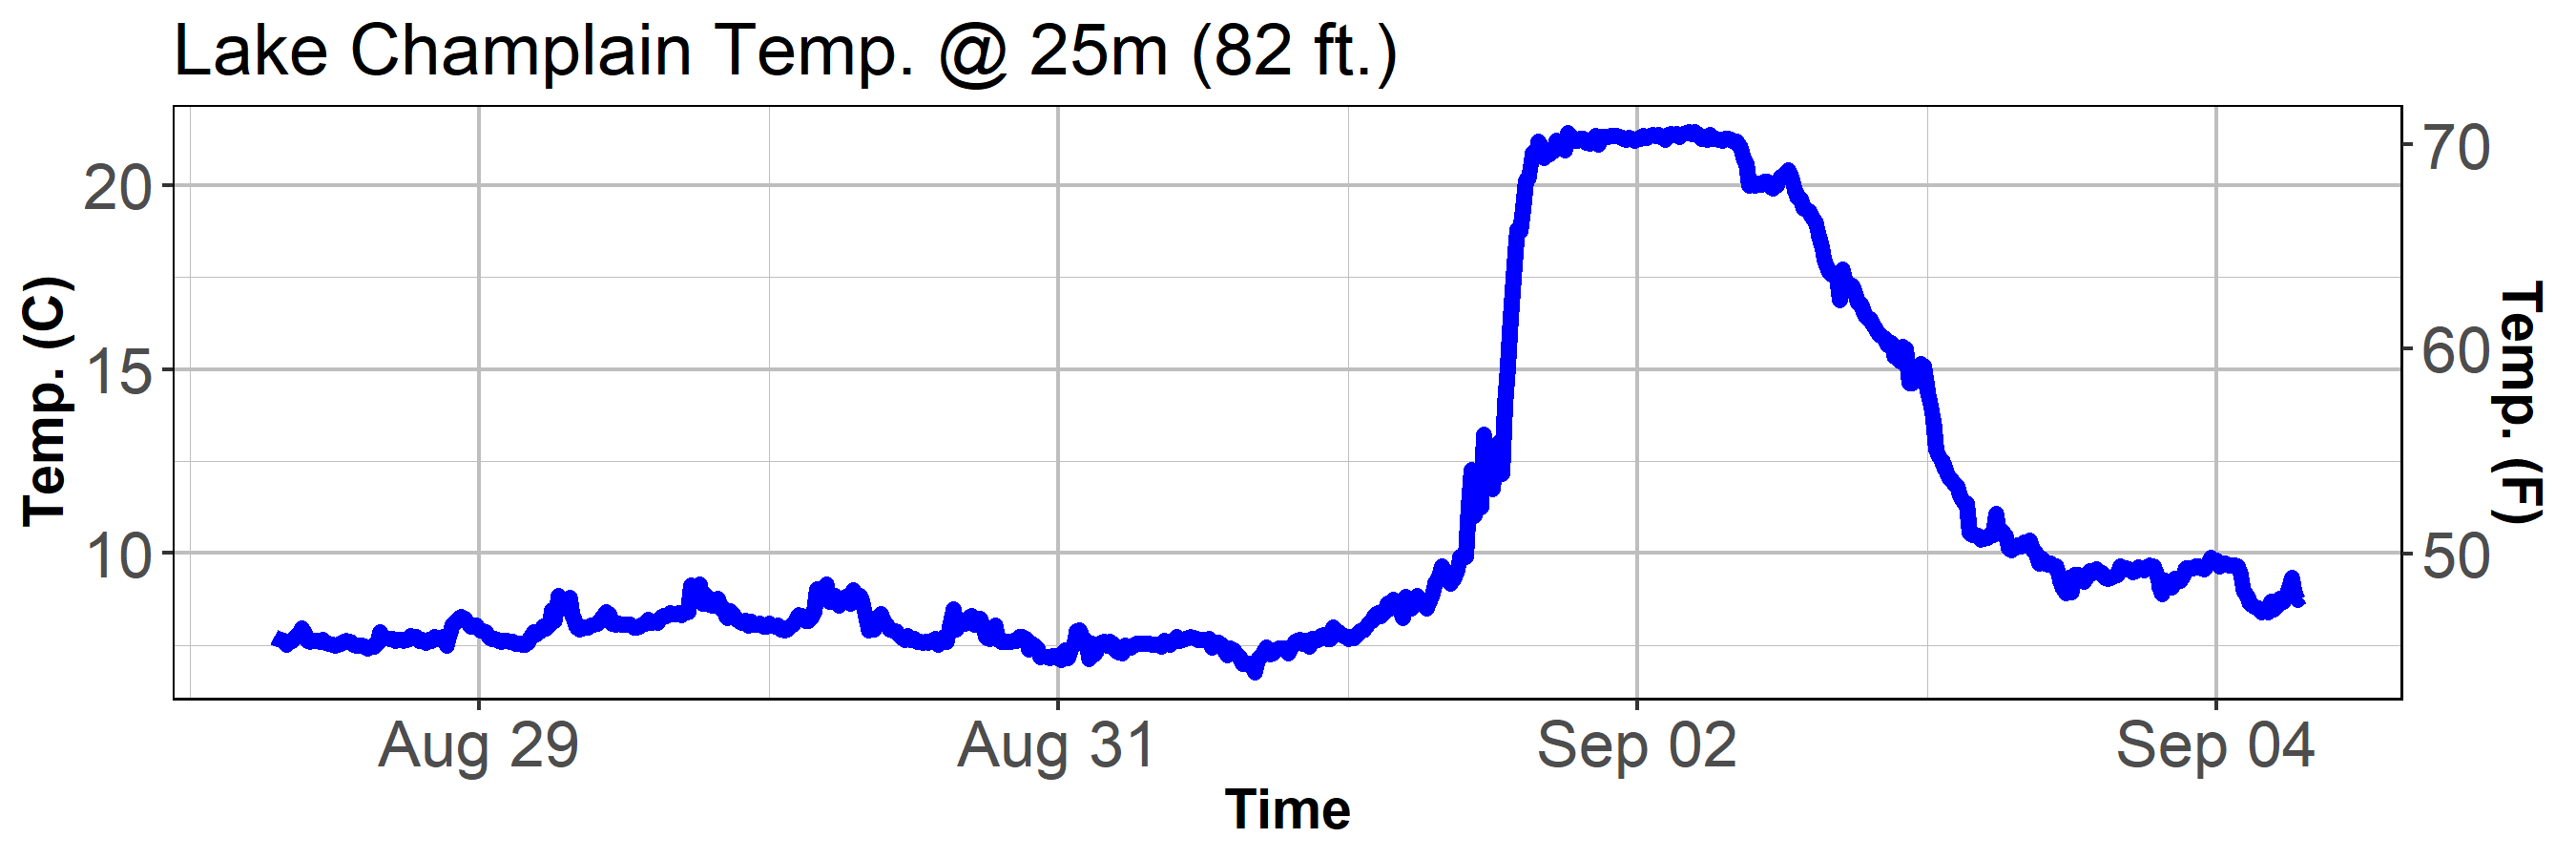 Lake Champlain Temp. @ 25m (82 ft.)
Temp. (C)
20
15
10
70
60
50
Temp. (F)
Aug 29 Aug 31 Sep 02 Sep 04
Time